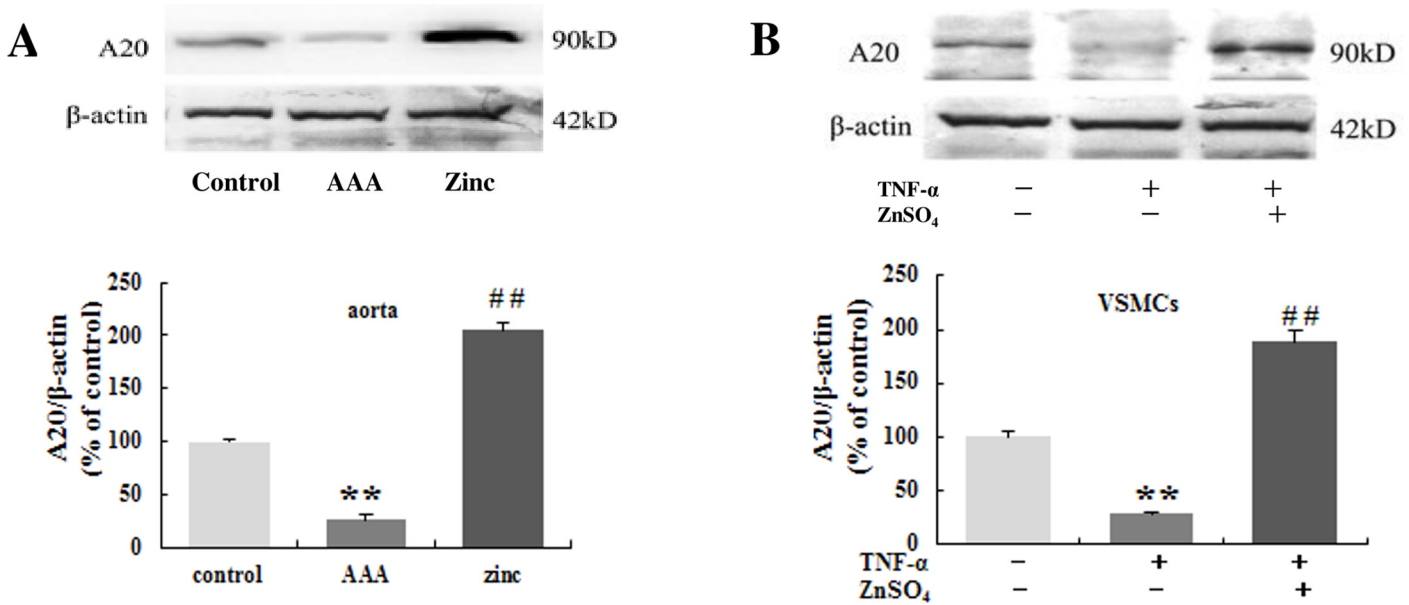 A
A20
90kD
β-actin
42kD
Control AAA Zinc
A20/β-actin
(% of control)
250
200
150
100
50
0
aorta
**
##
control AAA zinc
B
A20
90kD
β-actin
42kD
TNF-α − + +
ZnSO₄ − − +
A20/β-actin
(% of control)
250
200
150
100
50
0
VSMCs
**
##
TNF-α − + +
ZnSO₄ − − +